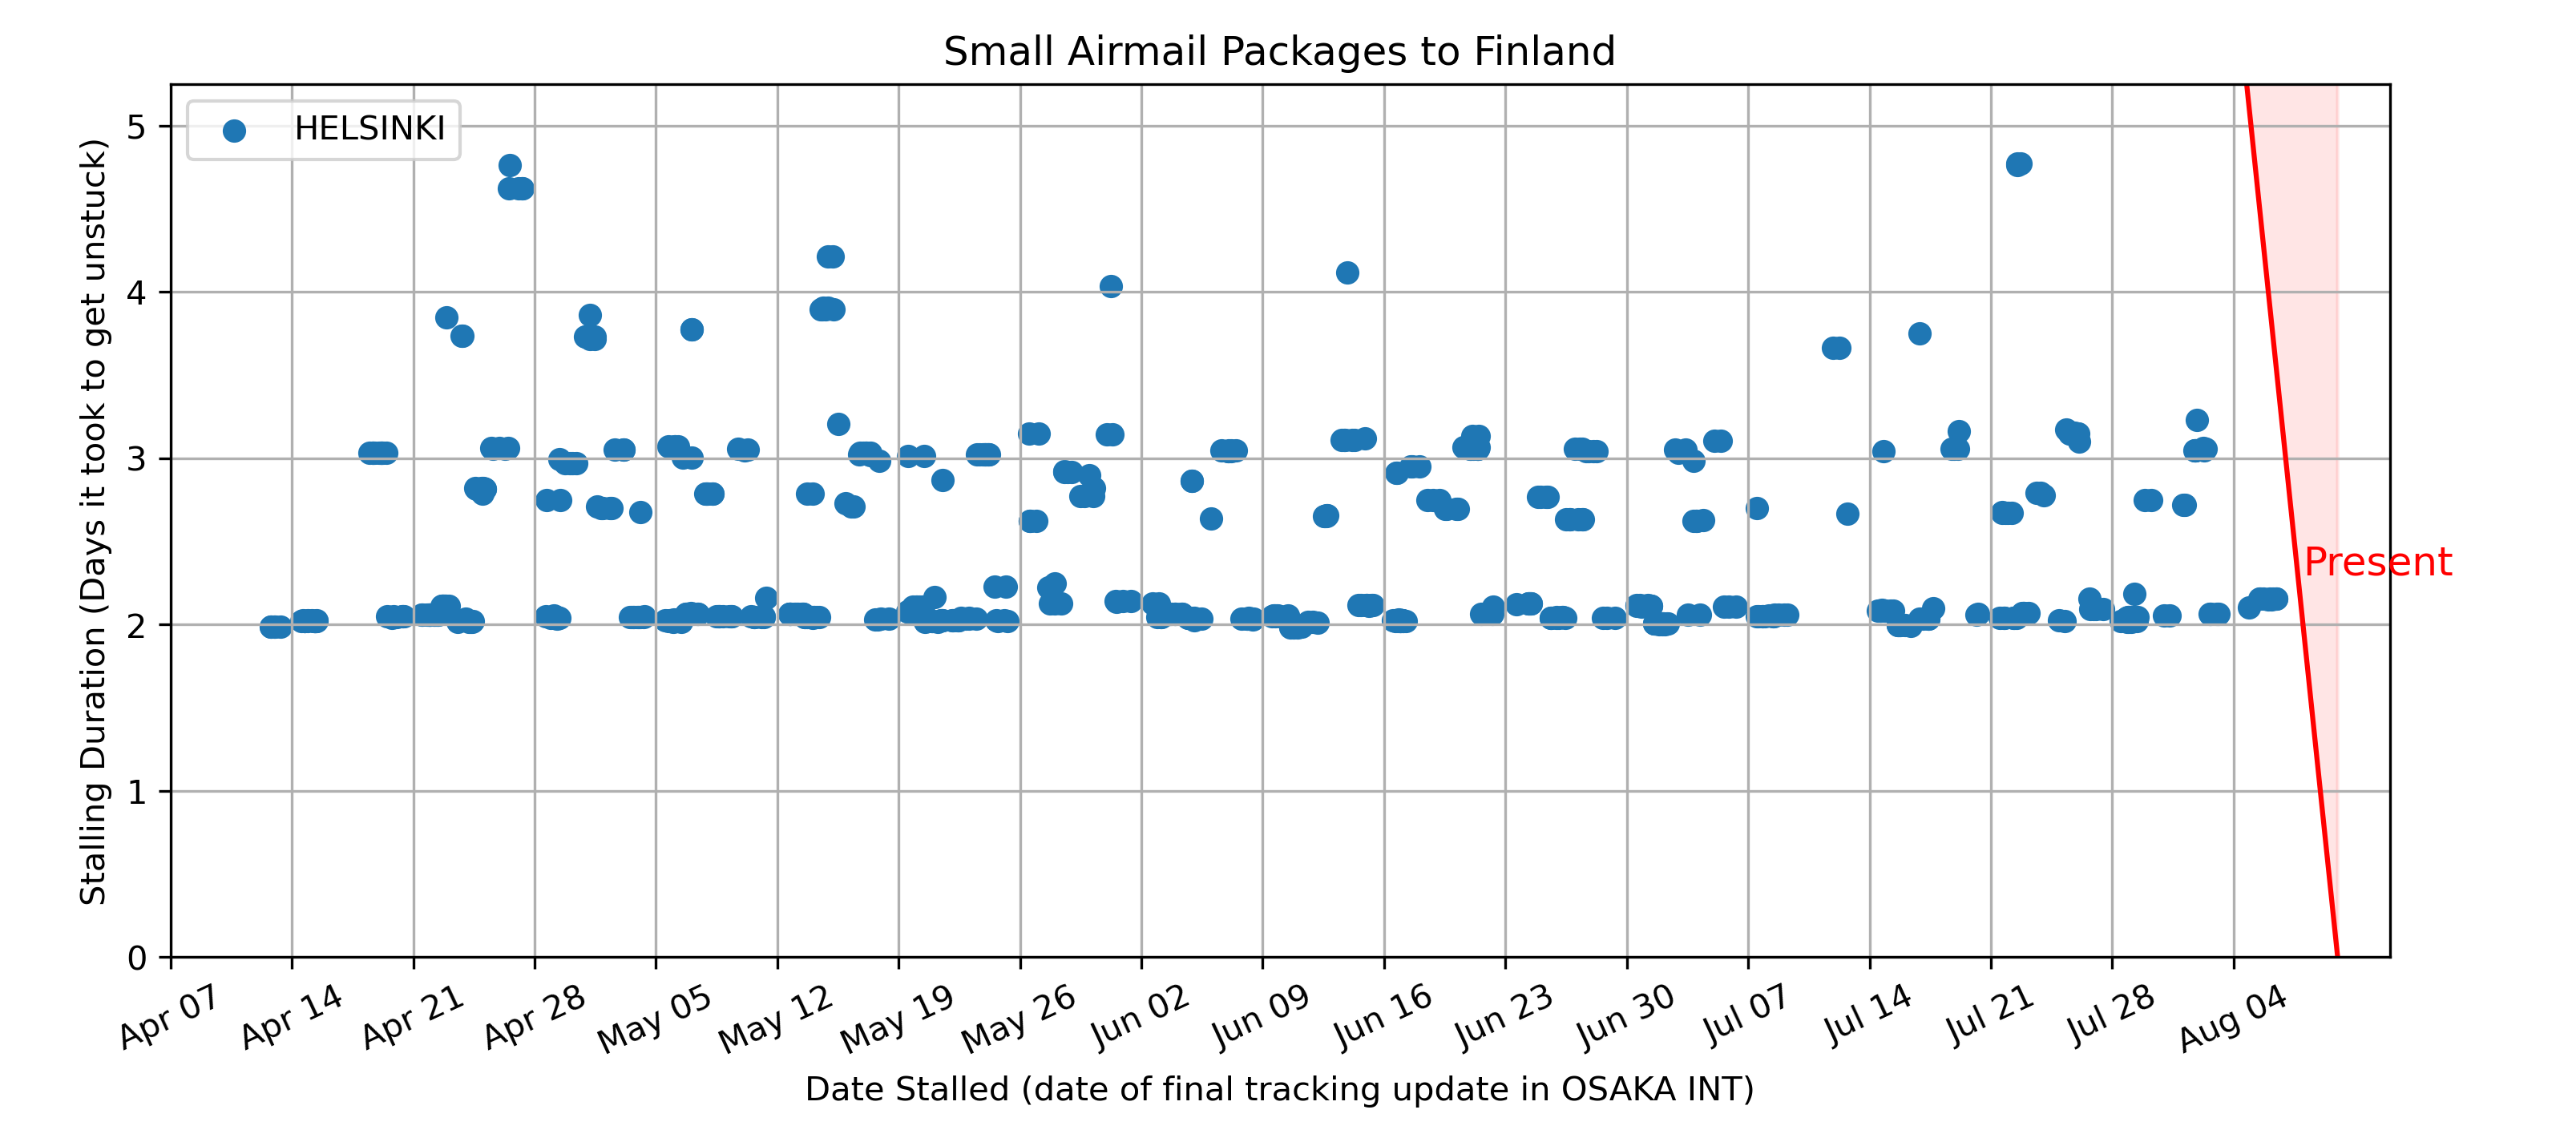 Small Airmail Packages to Finland
HELSINKI
Stalling Duration (Days it took to get unstuck)
5
4
3
2
1
0
Present
Apr 07
Apr 14
Apr 21
Apr 28
May 05
May 12
May 19
May 26
Jun 02
Jun 09
Jun 16
Jun 23
Jun 30
Jul 07
Jul 14
Jul 21
Jul 28
Aug 04
Date Stalled (date of final tracking update in OSAKA INT)